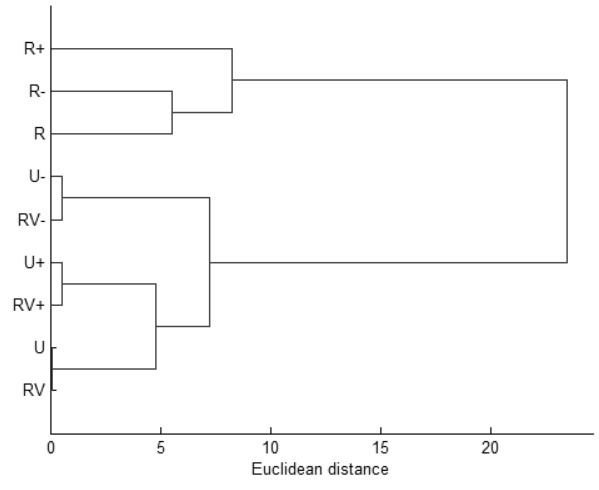 R+
R-
R
U-
RV-
U+
RV+
U
RV
0 5 10 15 20
Euclidean distance